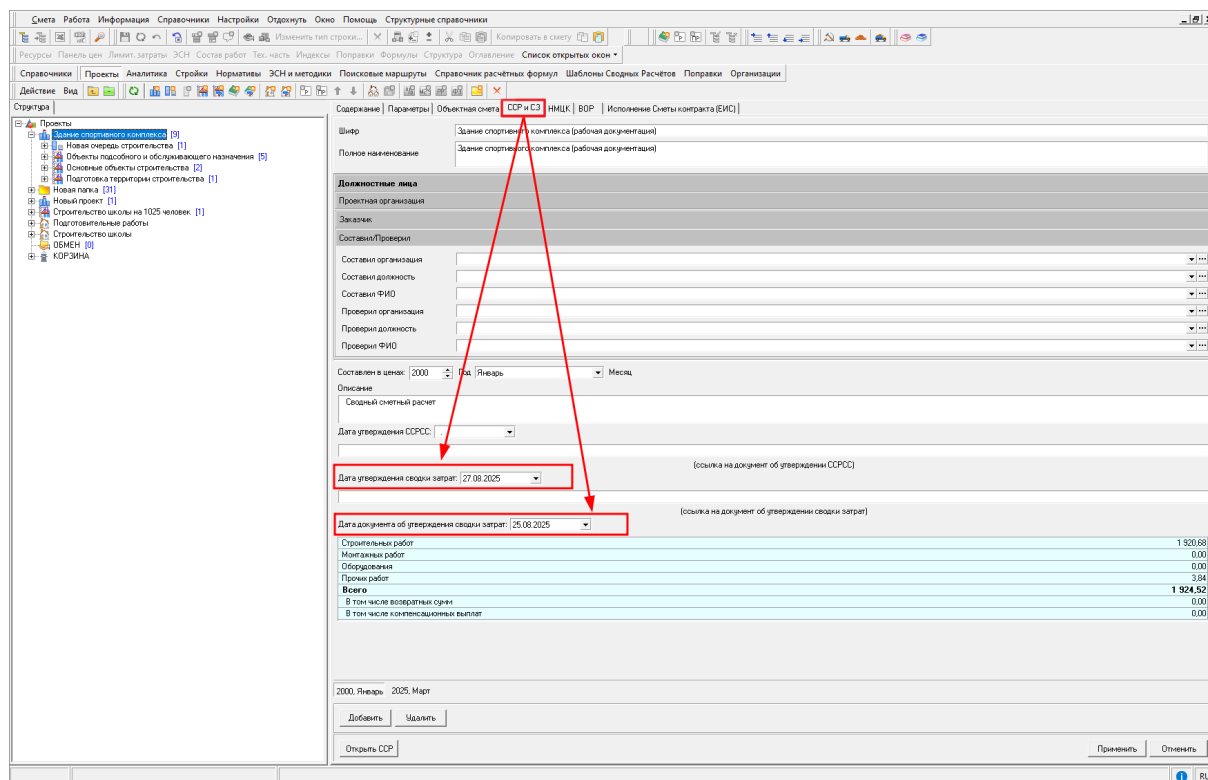 Смета Работа Информация Справочники Настройки Отдохнуть Окно Помощь Структурные справочники
Изменить тип строки... Копировать в смету
Ресурсы Панель цен Лимит. затраты ЭСН Состав работ Тех. часть Индексы Поправки Формулы Структура Оглавление Список открытых окон
Справочники Проекты Аналитика Стройки Нормативы ЭСН и методики Поисковые маршруты Справочник расчётных формул Шаблоны Сводных Расчётов Поправки Организации
Действие Вид
Структура
Проекты
Здание спортивного комплекса [9]
Новая очередь строительства [1]
Объекты подсобного и обслуживающего назначения [5]
Основные объекты строительства [2]
Подготовка территории строительства [1]
Новая папка [31]
Новый проект [1]
Строительство школы на 1025 человек [1]
Подготовительные работы
Строительство школы
ОБМЕН [0]
КОРЗИНА
Содержание Параметры Объектная смета ССР и СЗ НМЦК ВОР Исполнение Сметы контракта (ЕИС)
Шифр Здание спортивного комплекса (рабочая документация)
Полное наименование Здание спортивного комплекса (рабочая документация)
Должностные лица
Проектная организация
Заказчик
Составил/Проверил
Составил организация
Составил должность
Составил ФИО
Проверил организация
Проверил должность
Проверил ФИО
Составлен в ценах: 2000 Год Январь Месяц
Описание
Сводный сметный расчет
Дата утверждения ССРСС: .
(ссылка на документ об утверждении ССРСС)
Дата утверждения сводки затрат: 27.08.2025
(ссылка на документ об утверждении сводки затрат)
Дата документа об утверждения сводки затрат: 25.08.2025
Строительных работ 1 920,68
Монтажных работ 0,00
Оборудования 0,00
Прочих работ 3,84
Всего 1 924,52
В том числе возвратных сумм 0,00
В том числе компенсационных выплат 0,00
2000, Январь 2025, Март
Добавить Удалить
Открыть ССР Применить Отменить
RU